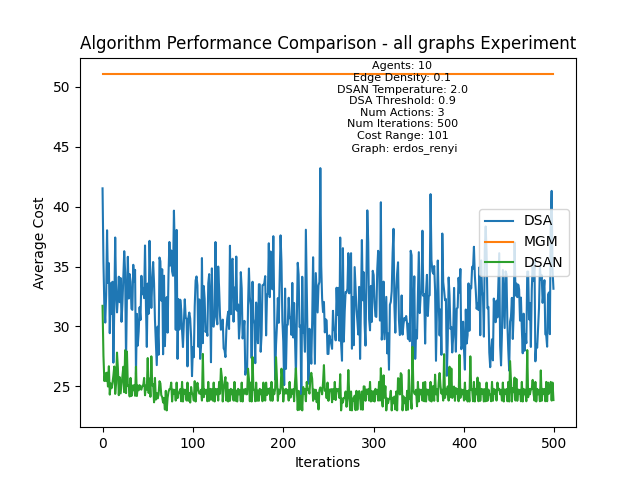 Algorithm Performance Comparison - all graphs Experiment
Agents: 10
Edge Density: 0.1
DSAN Temperature: 2.0
DSA Threshold: 0.9
Num Actions: 3
Num Iterations: 500
Cost Range: 101
Graph: erdos_renyi
50
45
40
35
30
25
Average Cost
DSA
MGM
DSAN
0
100
200
300
400
500
Iterations